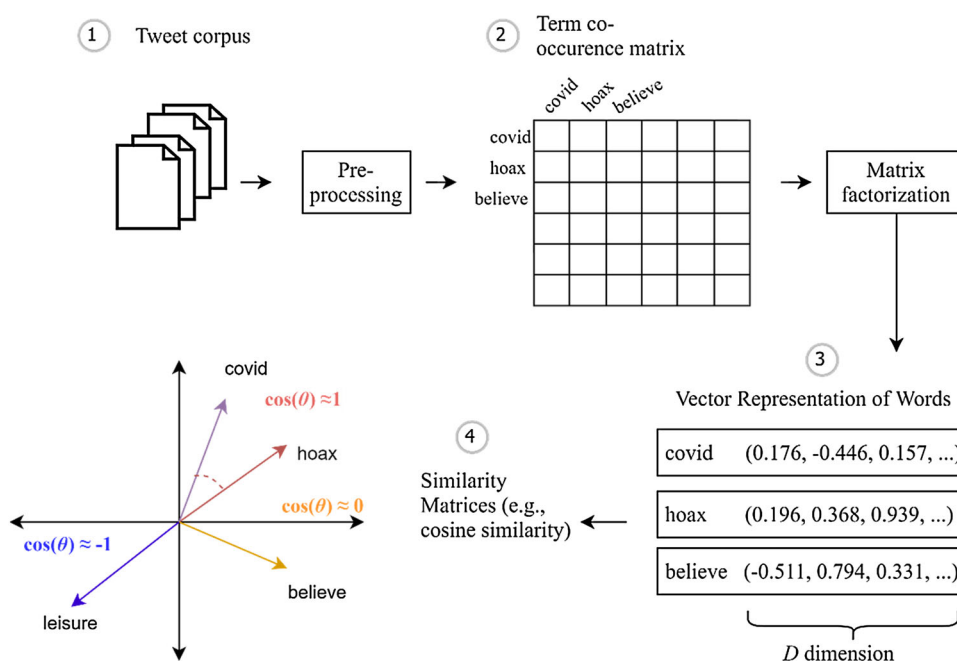 1 Tweet corpus
2 Term co-
occurence matrix
covid hoax believe
covid
hoax
believe
Pre-
processing
Matrix
factorization
3
Vector Representation of Words
covid (0.176, -0.446, 0.157, ...)
hoax (0.196, 0.368, 0.939, ...)
believe (-0.511, 0.794, 0.331, ...)
D dimension
4
Similarity
Matrices (e.g.,
cosine similarity)
covid
cos(θ) ≈1
hoax
cos(θ) ≈ 0
cos(θ) ≈ -1
believe
leisure